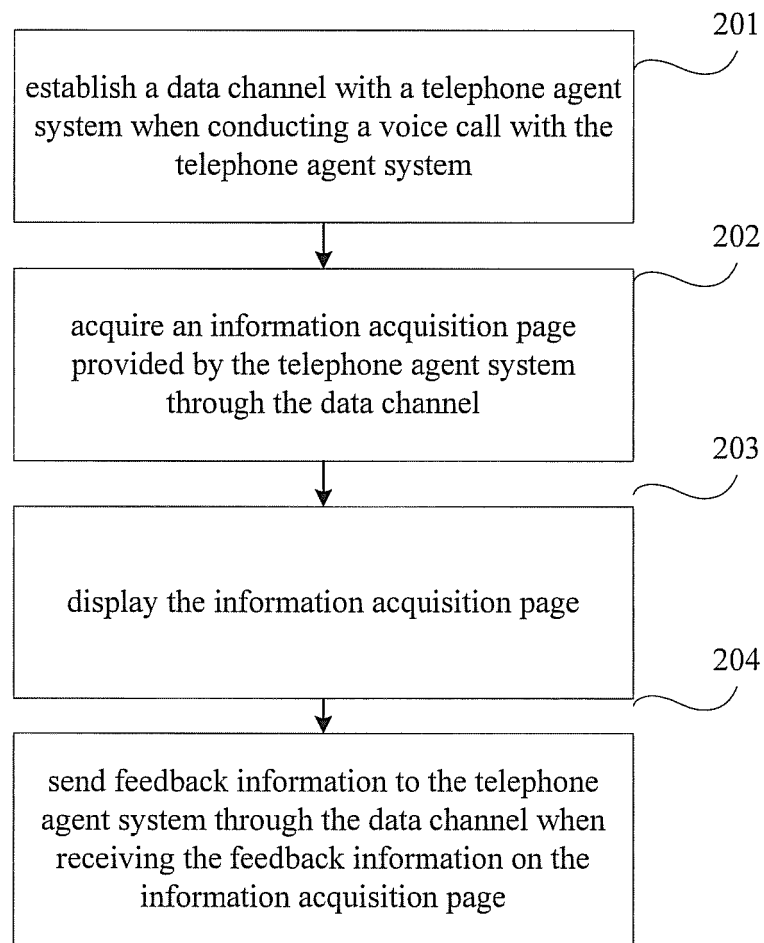 201
establish a data channel with a telephone agent
system when conducting a voice call with the
telephone agent system
202
acquire an information acquisition page
provided by the telephone agent system
through the data channel
203
display the information acquisition page
204
send feedback information to the telephone
agent system through the data channel when
receiving the feedback information on the
information acquisition page